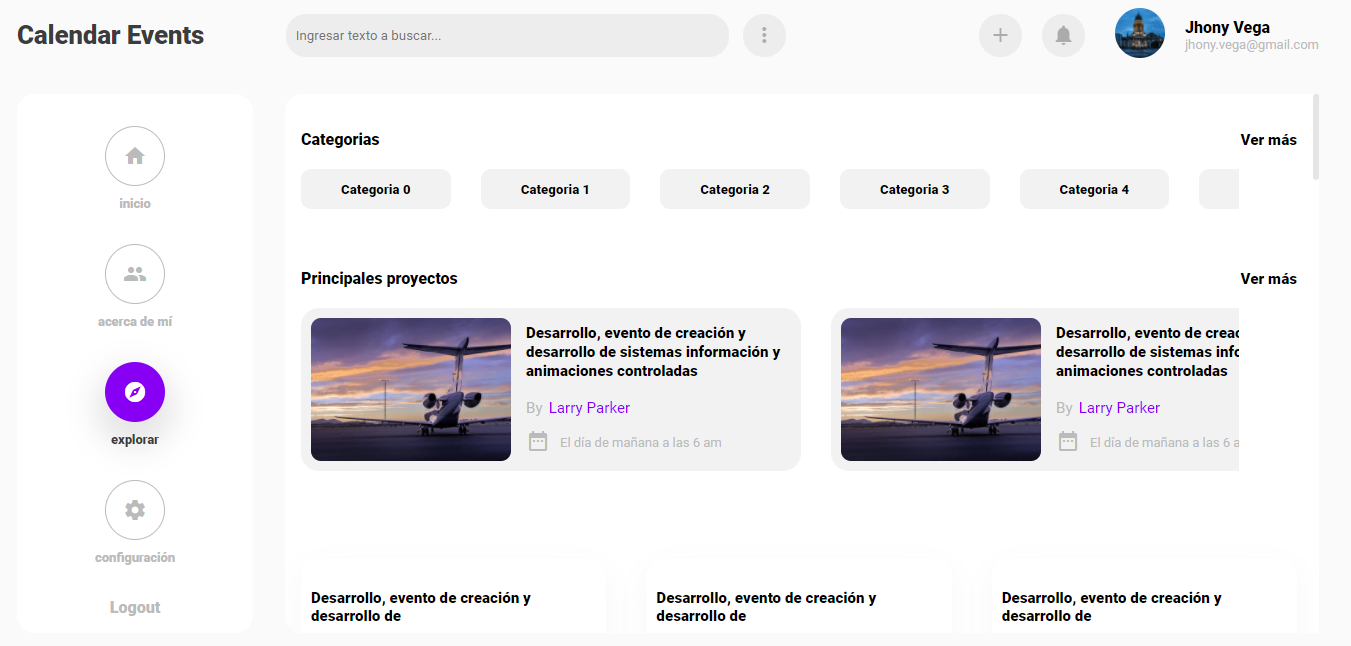 Calendar Events
Ingresar texto a buscar...
Jhony Vega
jhony.vega@gmail.com
inicio
acerca de mí
explorar
configuración
Logout
Categorias
Ver más
Categoria 0
Categoria 1
Categoria 2
Categoria 3
Categoria 4
Principales proyectos
Ver más
Desarrollo, evento de creación y
desarrollo de sistemas información y
animaciones controladas
By Larry Parker
El día de mañana a las 6 am
Desarrollo, evento de creac
desarrollo de sistemas info
animaciones controladas
By Larry Parker
El día de mañana a las 6 a
Desarrollo, evento de creación y
desarrollo de
Desarrollo, evento de creación y
desarrollo de
Desarrollo, evento de creación y
desarrollo de